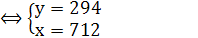 ⇔ { y = 294
x = 712